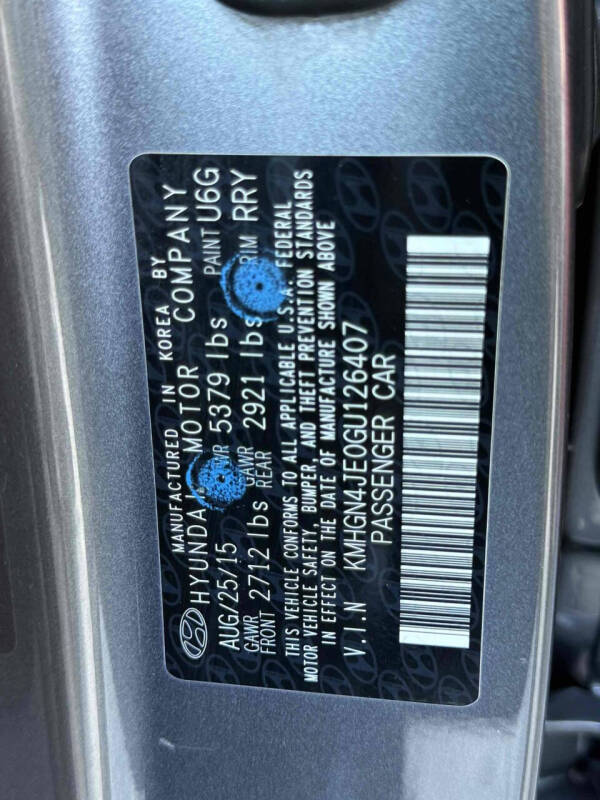 MANUFACTURED IN KOREA BY
HYUNDAI MOTOR COMPANY
AUG/25/15 GVWR 5379 lbs PAINT U6G
GAWR FRONT 2712 lbs GAWR REAR 2921 lbs TRIM RRY
THIS VEHICLE CONFORMS TO ALL APPLICABLE U.S.A. FEDERAL
MOTOR VEHICLE SAFETY, BUMPER, AND THEFT PREVENTION STANDARDS
IN EFFECT ON THE DATE OF MANUFACTURE SHOWN ABOVE
V.I.N KMHGN4JE0GU126407
PASSENGER CAR